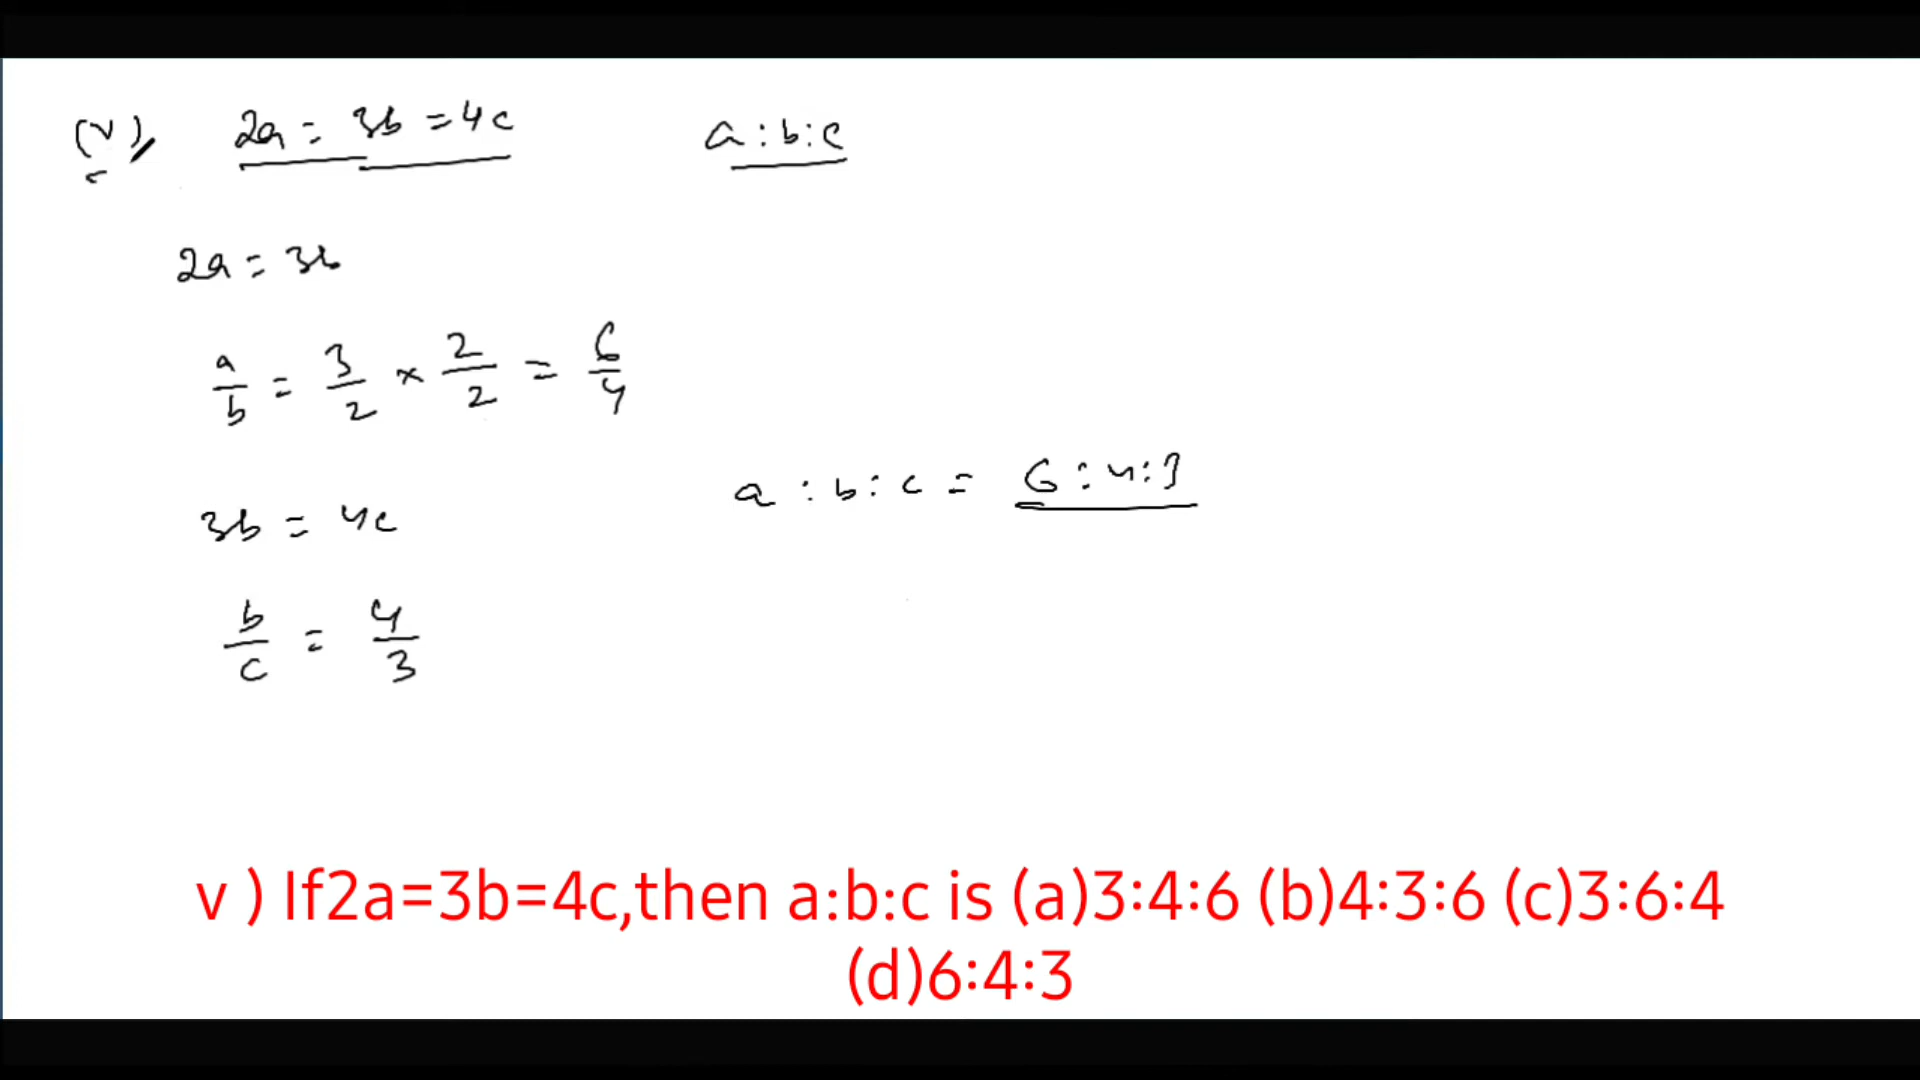 (v), 2a = 3b = 4c a : b : c
2a = 3b
a/b = 3/2 × 2/2 = 6/4
a : b : c = 6 : 4 : 3
3b = 4c
b/c = 4/3
v ) If2a=3b=4c,then a:b:c is (a)3:4:6 (b)4:3:6 (c)3:6:4
(d)6:4:3